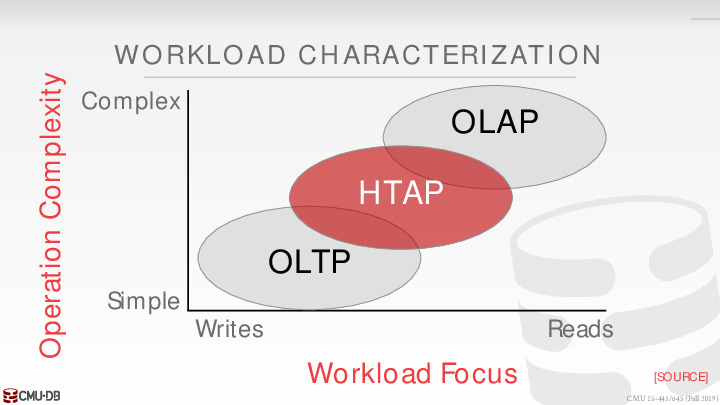 WORKLOAD CHARACTERIZATION
Operation Complexity
Complex
OLAP
HTAP
OLTP
Simple
Writes
Reads
Workload Focus
[SOURCE]
CMU·DB
CMU 15-445/645 (Fall 2019)